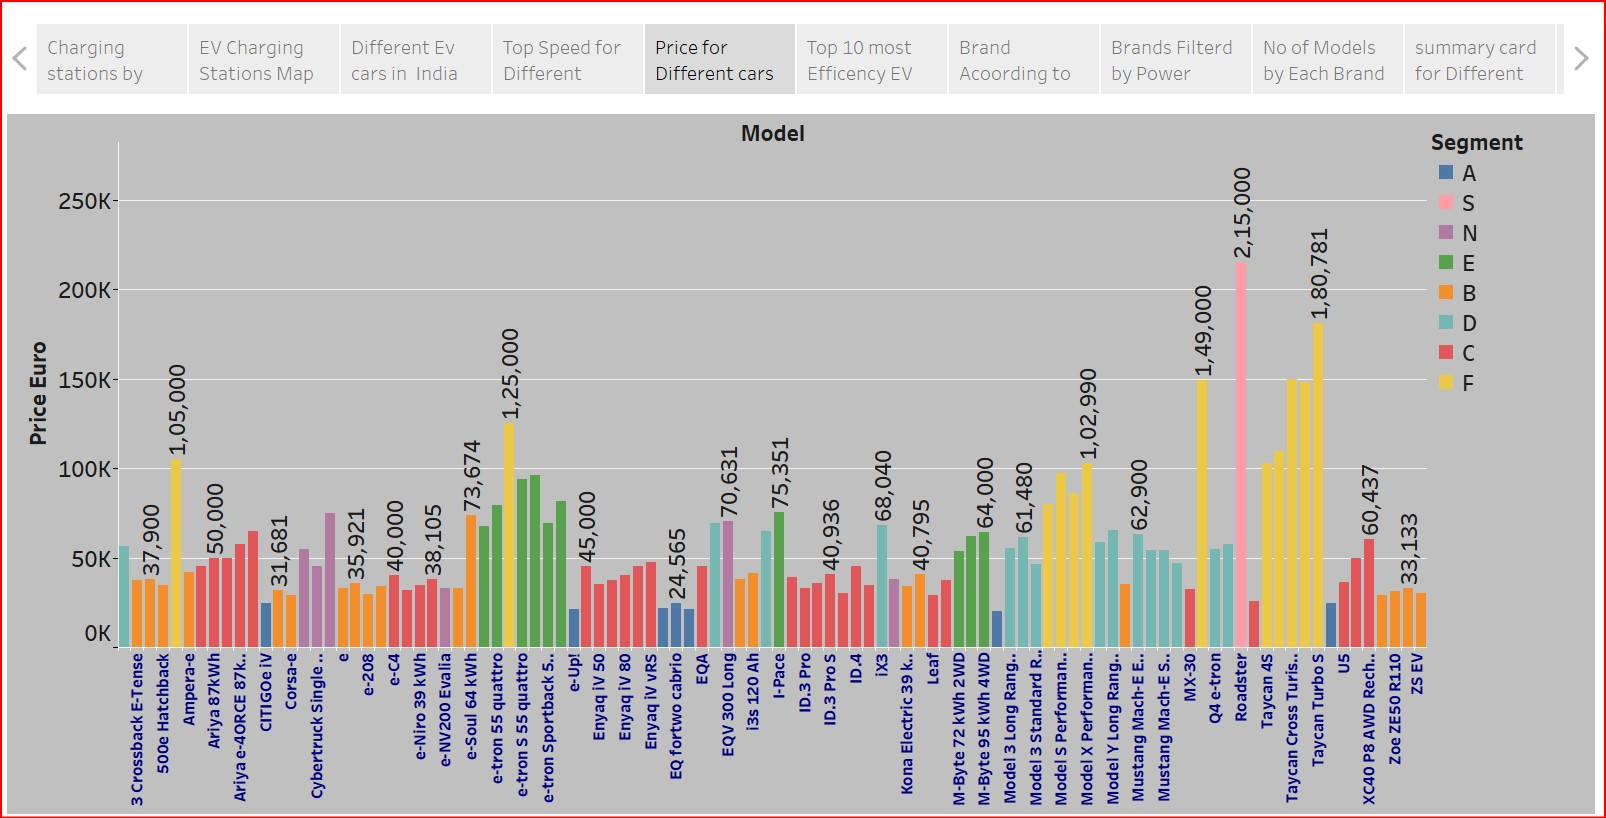 Charging
stations by
EV Charging
Stations Map
Different Ev
cars in India
Top Speed for
Different
Price for
Different cars
Top 10 most
Efficency EV
Brand
Acoording to
Brands Filterd
by Power
No of Models
by Each Brand
summary card
for Different
Model
Segment
A
S
N
E
B
D
C
F
Price Euro
250K
200K
150K
100K
50K
0K
37,900
1,05,000
50,000
31,681
35,921
40,000
38,105
73,674
1,25,000
45,000
24,565
70,631
75,351
40,936
68,040
40,795
64,000
61,480
1,02,990
62,900
1,49,000
2,15,000
1,80,781
60,437
33,133
3 Crossback E-Tense
500e Hatchback
Ampera-e
Ariya 87kWh
Ariya e-4ORCE 87k..
CITIGOe iV
Corsa-e
Cybertruck Single ..
e
e-208
e-C4
e-Niro 39 kWh
e-NV200 Evalia
e-Soul 64 kWh
e-tron 55 quattro
e-tron S 55 quattro
e-tron Sportback 5..
e-Up!
Enyaq iV 50
Enyaq iV 80
Enyaq iV vRS
EQ fortwo cabrio
EQA
EQV 300 Long
i3s 120 Ah
I-Pace
ID.3 Pro
ID.3 Pro S
ID.4
iX3
Kona Electric 39 k..
Leaf
M-Byte 72 kWh 2WD
M-Byte 95 kWh 4WD
Model 3 Long Rang..
Model 3 Standard R..
Model S Performan..
Model X Performan..
Model Y Long Rang..
Mustang Mach-E E..
Mustang Mach-E S..
MX-30
Q4 e-tron
Roadster
Taycan 4S
Taycan Cross Turis..
Taycan Turbo S
U5
XC40 P8 AWD Rech..
Zoe ZE50 R110
ZS EV